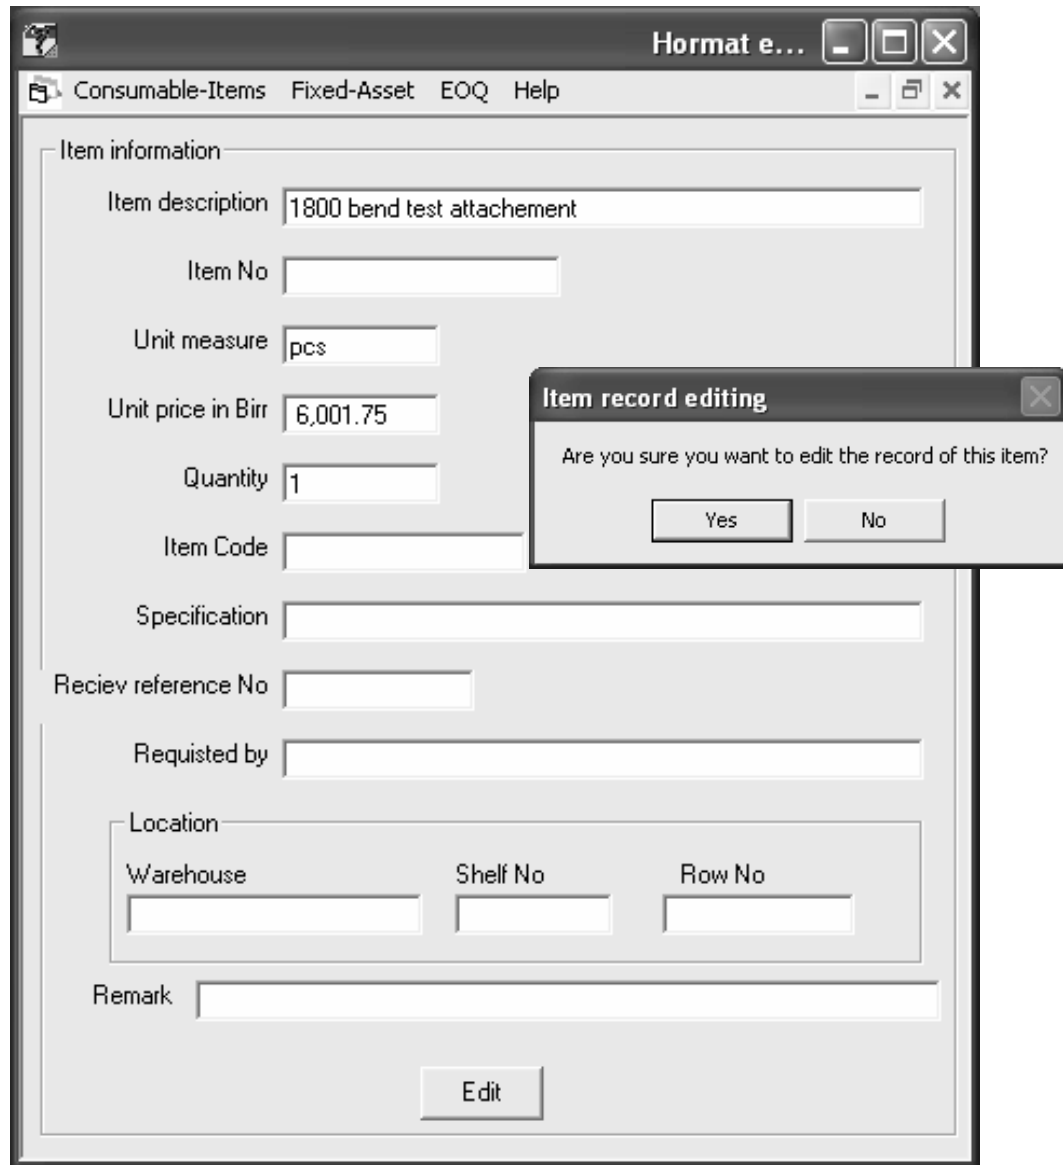 Hormat e...
Consumable-Items Fixed-Asset EOQ Help
Item information
Item description 1800 bend test attachement
Item No
Unit measure pcs
Unit price in Birr 6,001.75
Quantity 1
Item Code
Specification
Reciev reference No
Requisted by
Location
Warehouse Shelf No Row No
Remark
Edit
Item record editing
Are you sure you want to edit the record of this item?
Yes No